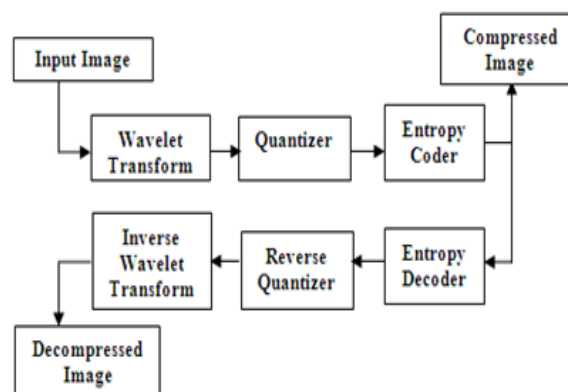 Compressed
Image
Input Image
Wavelet
Transform
Quantizer
Entropy
Coder
Inverse
Wavelet
Transform
Reverse
Quantizer
Entropy
Decoder
Decompressed
Image